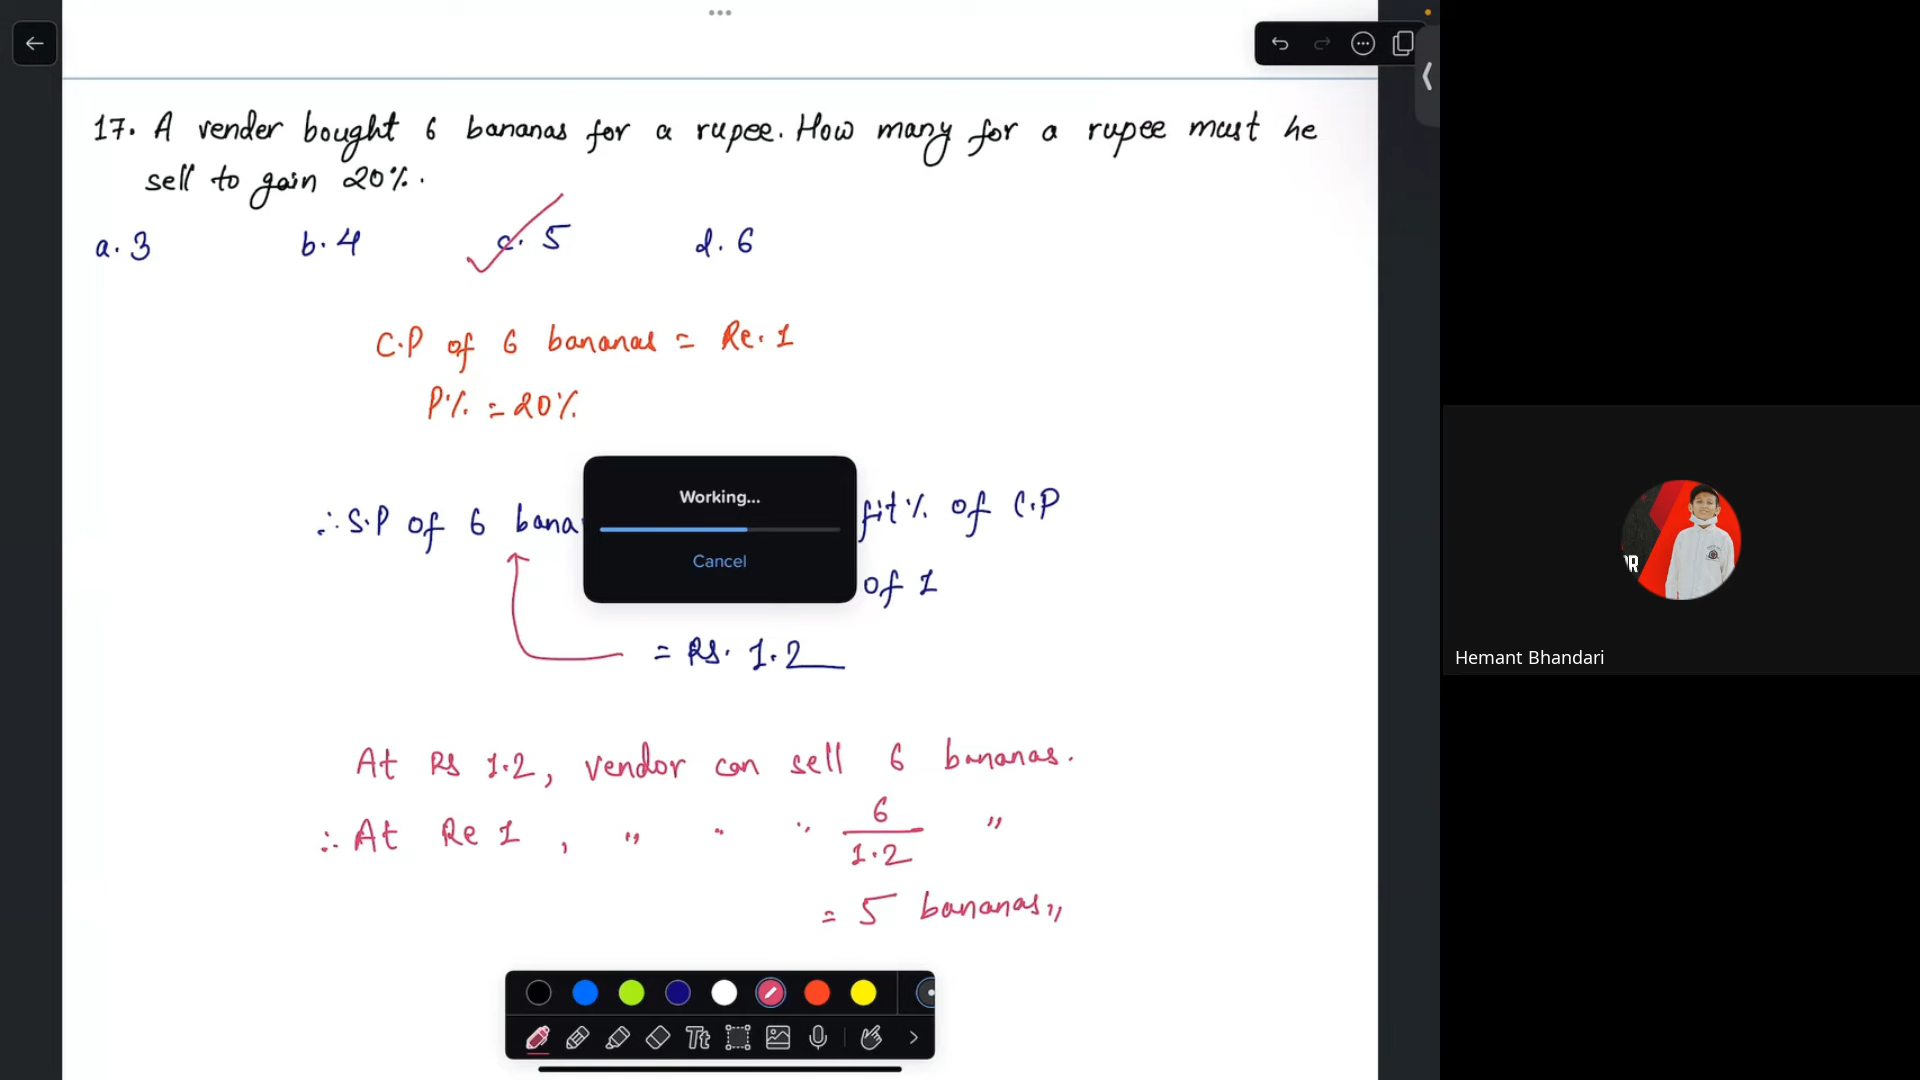 17. A vender bought 6 bananas for a rupee. How many for a rupee must he
sell to gain 20%.
a. 3 b. 4 c. 5 d. 6
C.P of 6 bananas = Re. 1
P% = 20%
Working...
∴ S.P of 6 bana fit% of C.P
Cancel
of 1
= Rs. 1.2
At Rs 1.2, vendor can sell 6 bananas.
∴ At Re 1, " " " 6/1.2 "
= 5 bananas,,
Tt
R
Hemant Bhandari